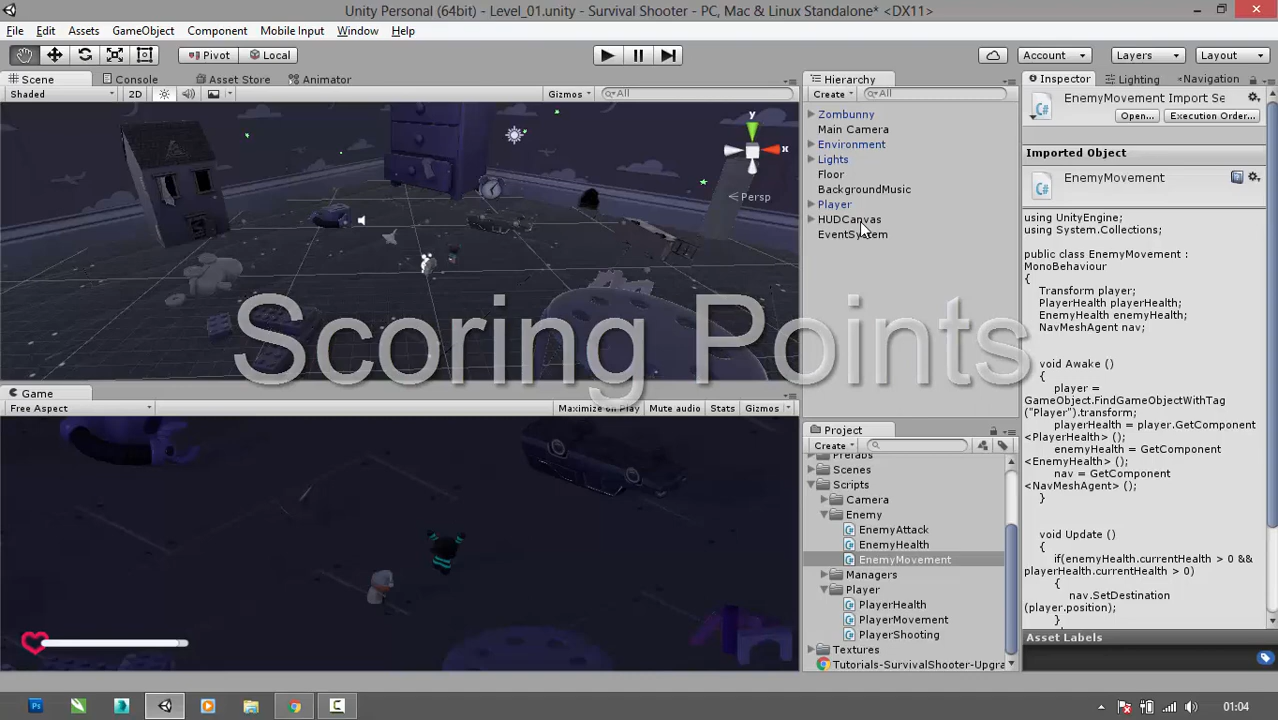 Unity Personal (64bit) - Level_01.unity - Survival Shooter - PC, Mac & Linux Standalone* <DX11>
File Edit Assets GameObject Component Mobile Input Window Help
Pivot Local Account Layers Layout
Scene Console Asset Store Animator
Shaded 2D Gizmos All
y
x
Persp
Scoring Points
Game
Free Aspect Maximize on Play Mute audio Stats Gizmos
Hierarchy
Create All
Zombunny
Main Camera
Environment
Lights
Floor
BackgroundMusic
Player
HUDCanvas
EventSystem
Project
Create
Prefabs
Scenes
Scripts
Camera
Enemy
EnemyAttack
EnemyHealth
EnemyMovement
Managers
Player
PlayerHealth
PlayerMovement
PlayerShooting
Textures
Tutorials-SurvivalShooter-Upgra
Inspector Lighting Navigation
EnemyMovement Import Se
Open... Execution Order...
Imported Object
EnemyMovement
using UnityEngine;
using System.Collections;
public class EnemyMovement :
MonoBehaviour
{
Transform player;
PlayerHealth playerHealth;
EnemyHealth enemyHealth;
NavMeshAgent nav;
void Awake ()
{
player =
GameObject.FindGameObjectWithTag
("Player").transform;
playerHealth = player.GetComponent
<PlayerHealth> ();
enemyHealth = GetComponent
<EnemyHealth> ();
nav = GetComponent
<NavMeshAgent> ();
}
void Update ()
{
if(enemyHealth.currentHealth > 0 &&
playerHealth.currentHealth > 0)
{
nav.SetDestination
(player.position);
}
Asset Labels
01:04